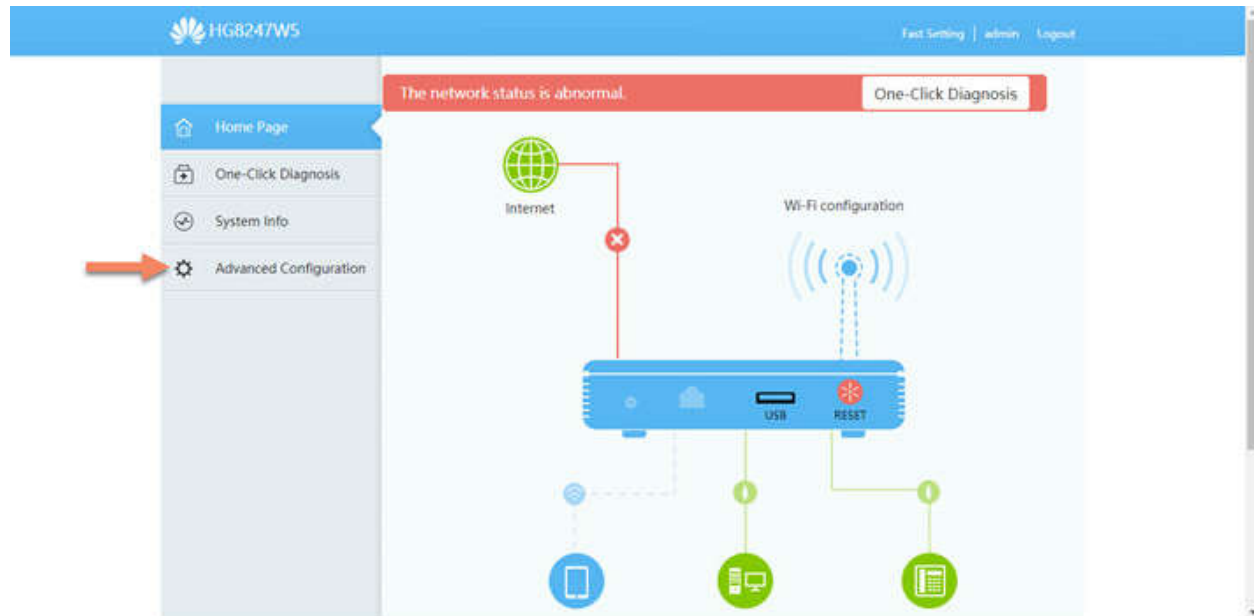 HG8247W5
Fast Setting | admin Logout
The network status is abnormal.
One-Click Diagnosis
Home Page
One-Click Diagnosis
System Info
Advanced Configuration
Internet
Wi-Fi configuration
USB
RESET